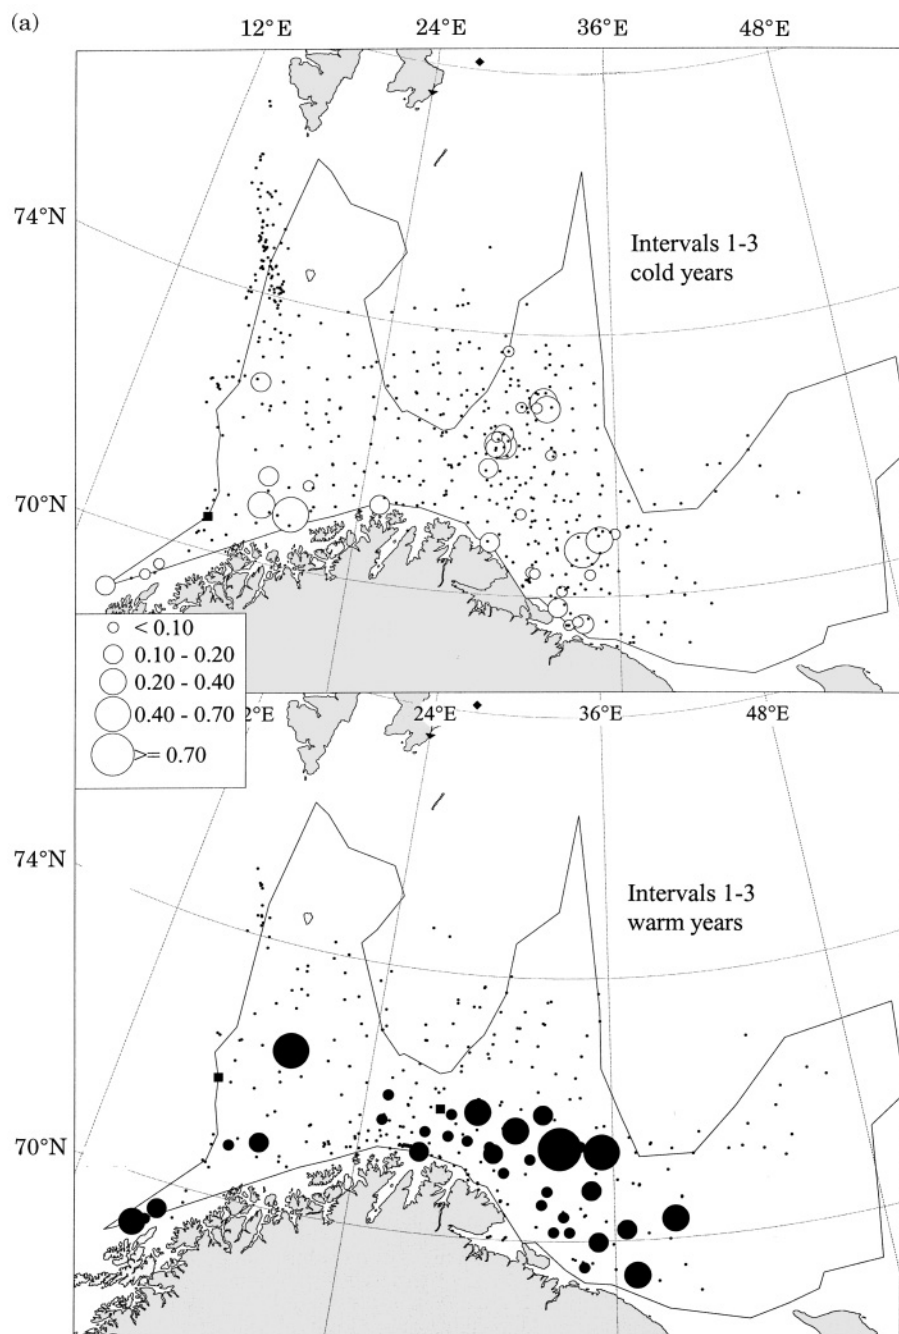 (a)
12°E 24°E 36°E 48°E
74°N
Intervals 1-3
cold years
70°N
< 0.10
0.10 - 0.20
0.20 - 0.40
0.40 - 0.70
>= 0.70
2°E 24°E 36°E 48°E
74°N
Intervals 1-3
warm years
70°N